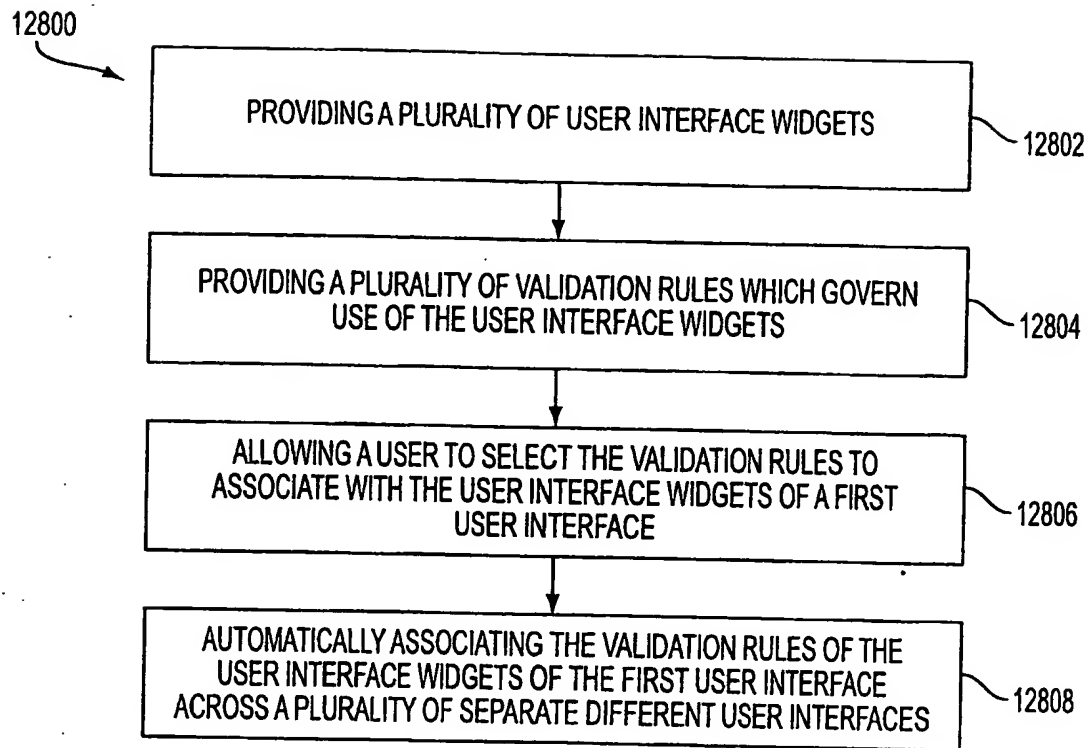 12800
PROVIDING A PLURALITY OF USER INTERFACE WIDGETS
12802
PROVIDING A PLURALITY OF VALIDATION RULES WHICH GOVERN
USE OF THE USER INTERFACE WIDGETS
12804
ALLOWING A USER TO SELECT THE VALIDATION RULES TO
ASSOCIATE WITH THE USER INTERFACE WIDGETS OF A FIRST
USER INTERFACE
12806
AUTOMATICALLY ASSOCIATING THE VALIDATION RULES OF THE
USER INTERFACE WIDGETS OF THE FIRST USER INTERFACE
ACROSS A PLURALITY OF SEPARATE DIFFERENT USER INTERFACES
12808